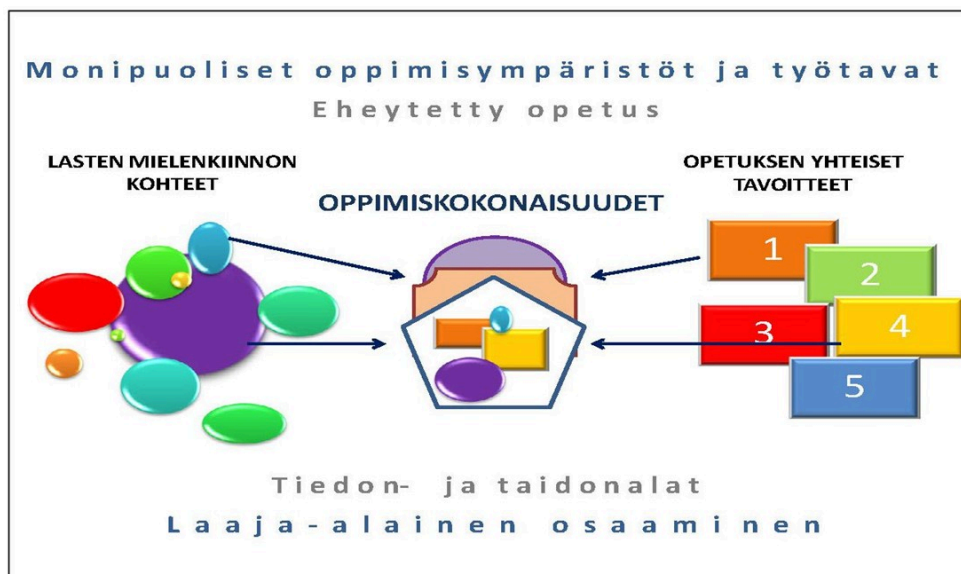 Monipuoliset oppimisympäristöt ja työtavat
Eheytetty opetus
LASTEN MIELENKIINNON
KOHTEET
OPPIMISKOKONAISUUDET
OPETUKSEN YHTEISET
TAVOITTEET
1
2
3
4
5
Tiedon- ja taidonalat
Laaja-alainen osaaminen